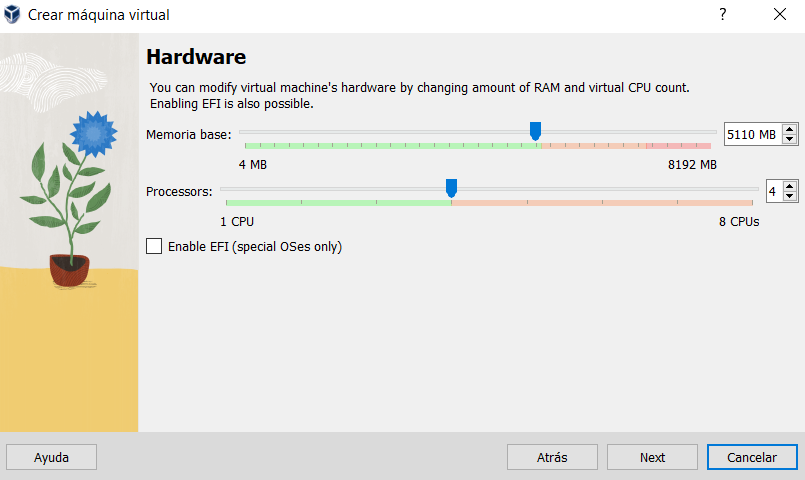 Crear máquina virtual
?
Hardware
You can modify virtual machine's hardware by changing amount of RAM and virtual CPU count.
Enabling EFI is also possible.
Memoria base:
5110 MB
4 MB
8192 MB
Processors:
4
1 CPU
8 CPUs
Enable EFI (special OSes only)
Ayuda
Atrás
Next
Cancelar